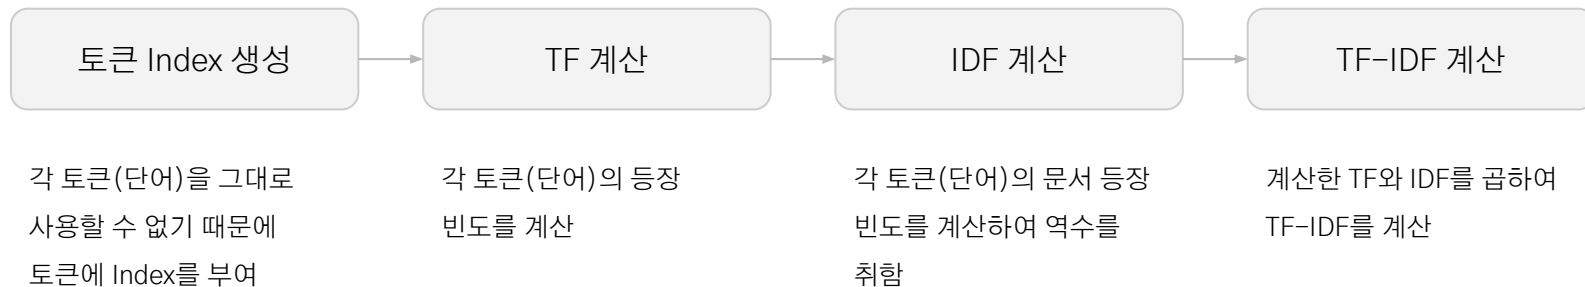 토큰 Index 생성
TF 계산
IDF 계산
TF-IDF 계산
각 토큰(단어)을 그대로
사용할 수 없기 때문에
토큰에 Index를 부여
각 토큰(단어)의 등장
빈도를 계산
각 토큰(단어)의 문서 등장
빈도를 계산하여 역수를
취함
계산한 TF와 IDF를 곱하여
TF-IDF를 계산